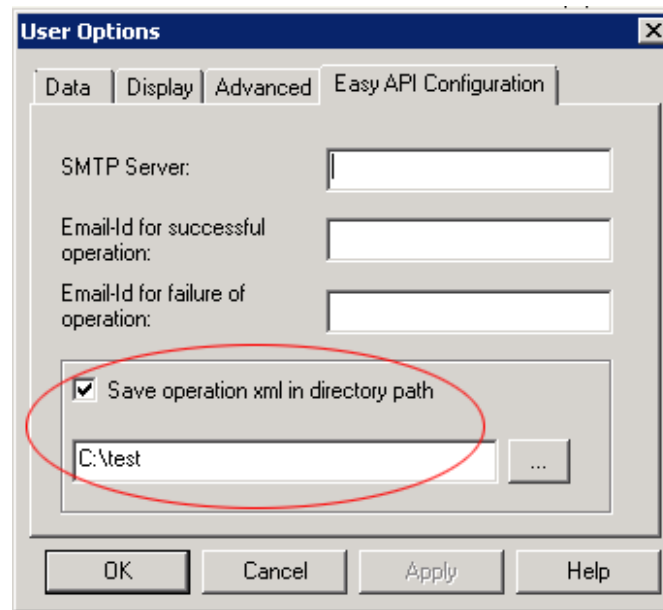 User Options
Data Display Advanced Easy API Configuration
SMTP Server:
Email-Id for successful
operation:
Email-Id for failure of
operation:
Save operation xml in directory path
C:\test
...
OK Cancel Apply Help